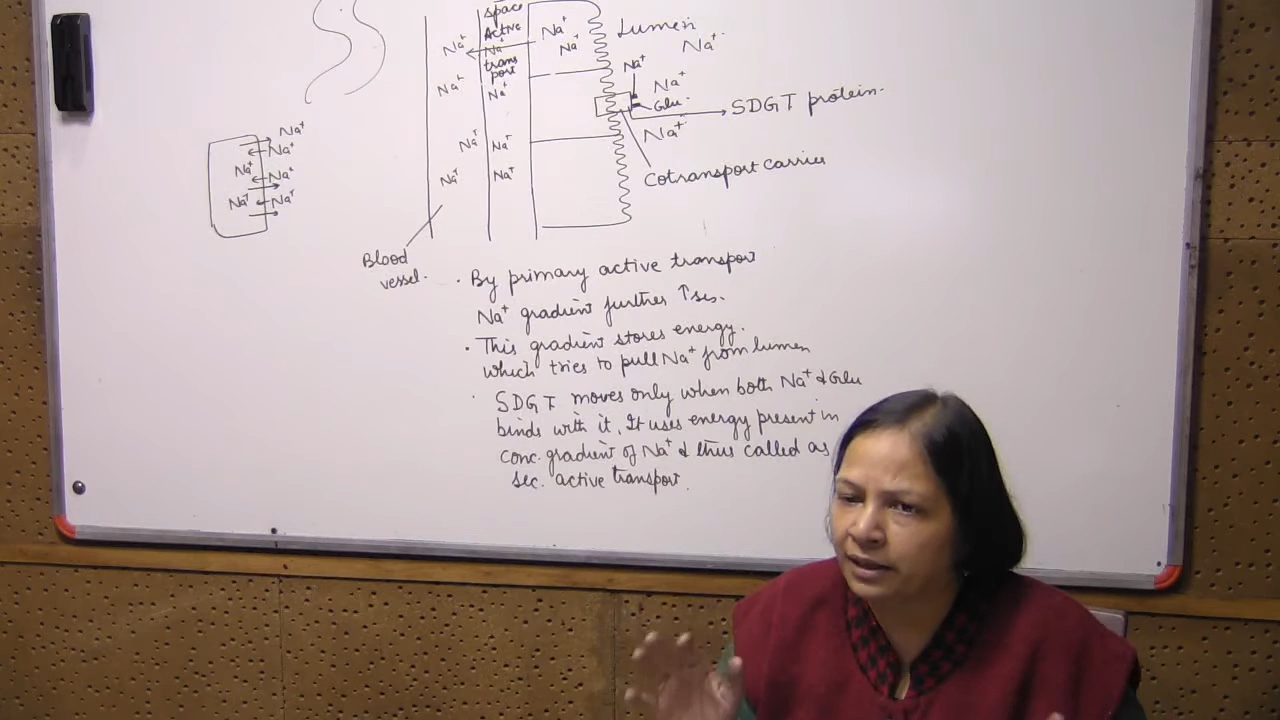 space
Active
Na⁺
trans
port
Na⁺
Na⁺
Na⁺
Na⁺
Na⁺
Na⁺
Na⁺
Na⁺
Na⁺
Lumen
Na⁺
Na⁺
Na⁺
Glu.
Na⁺
SDGT protein.
Cotransport carrier
Na⁺
Na⁺
Na⁺
Na⁺
Na⁺
Na⁺
Blood
vessel.
. By primary active transport
Na⁺ gradient further ↑ses.
. This gradient stores energy.
which tries to pull Na⁺ from lumen
. SDGT moves only when both Na⁺ & Glu
binds with it. It uses energy present in
conc. gradient of Na⁺ & thus called as
sec. active transport.